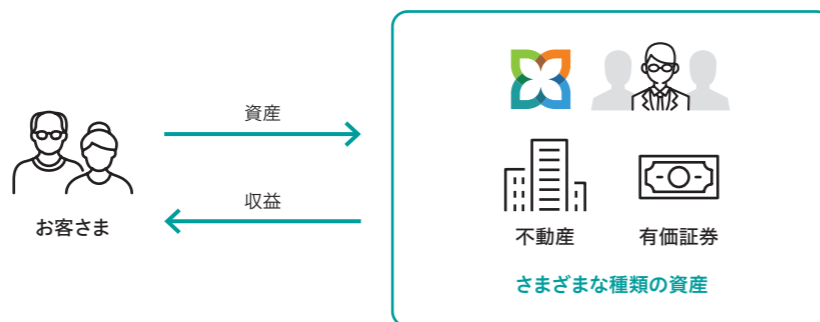 資産
収益
お客さま
不動産
有価証券
さまざまな種類の資産